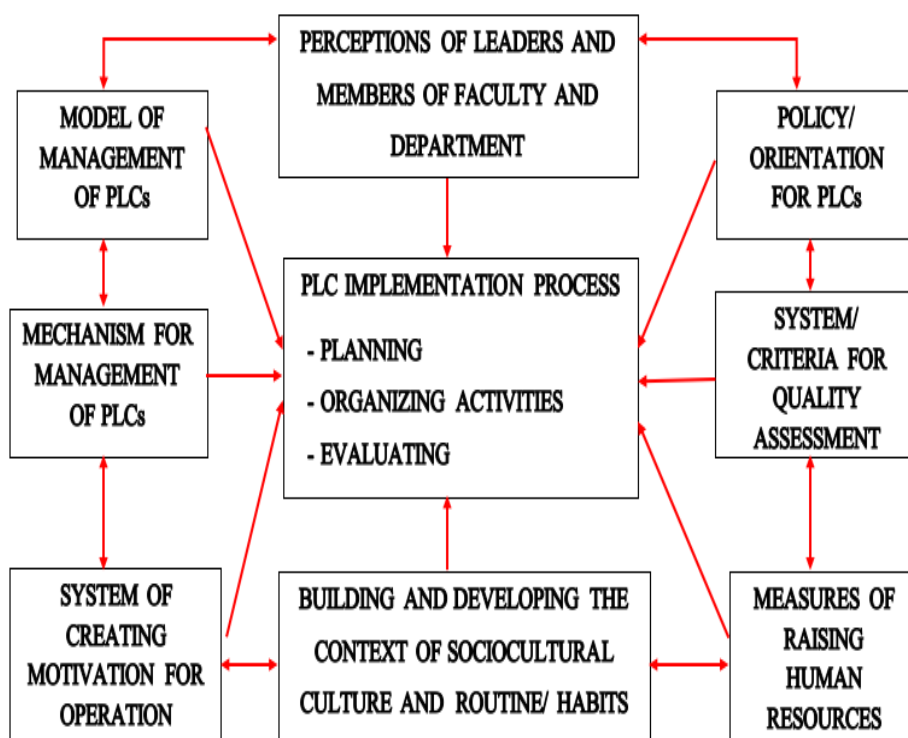 PERCEPTIONS OF LEADERS AND
MEMBERS OF FACULTY AND
DEPARTMENT
MODEL OF
MANAGEMENT
OF PLCs
POLICY/
ORIENTATION
FOR PLCs
PLC IMPLEMENTATION PROCESS
- PLANNING
- ORGANIZING ACTIVITIES
- EVALUATING
MECHANISM FOR
MANAGEMENT
OF PLCs
SYSTEM/
CRITERIA FOR
QUALITY
ASSESSMENT
SYSTEM OF
CREATING
MOTIVATION FOR
OPERATION
BUILDING AND DEVELOPING THE
CONTEXT OF SOCIOCULTURAL
CULTURE AND ROUTINE/ HABITS
MEASURES OF
RAISING
HUMAN
RESOURCES